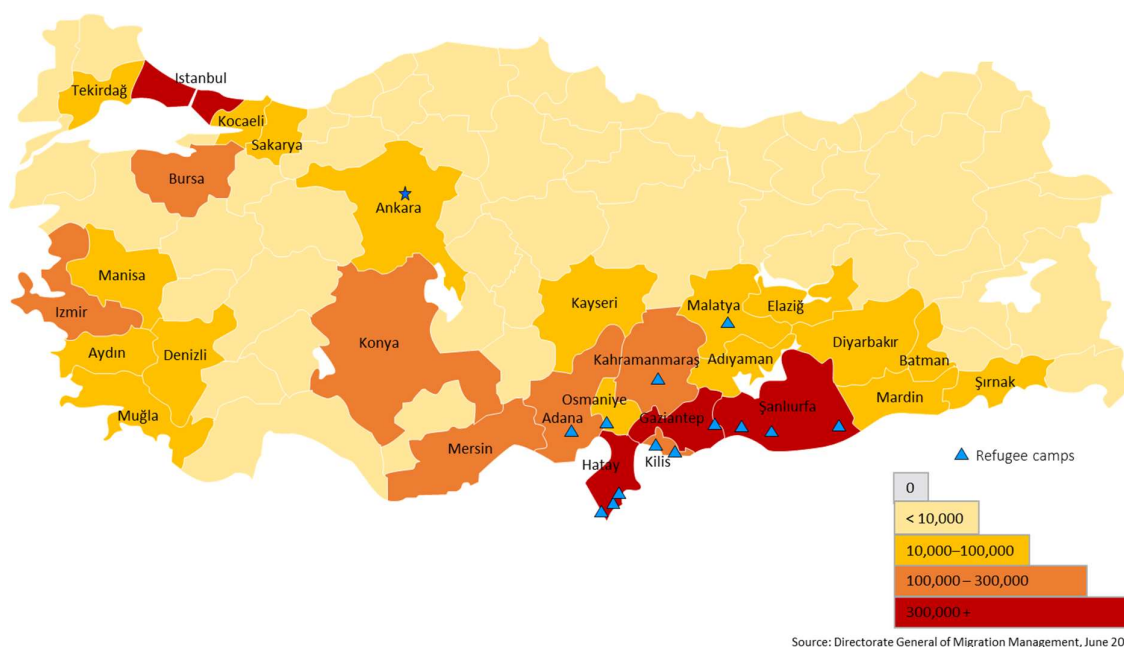 Istanbul
Tekirdağ
Kocaeli
Sakarya
Bursa
Ankara
Manisa
Izmir
Konya
Kayseri
Malatya
Elaziğ
Aydın
Denizli
Kahramanmaraş
Adıyaman
Diyarbakır
Batman
Şırnak
Muğla
Osmaniye
Mardin
Adana
Gaziantep
Şanlıurfa
Mersin
Hatay
Kilis
Refugee camps
0
< 10,000
10,000–100,000
100,000 – 300,000
300,000 +
Source: Directorate General of Migration Management, June 20